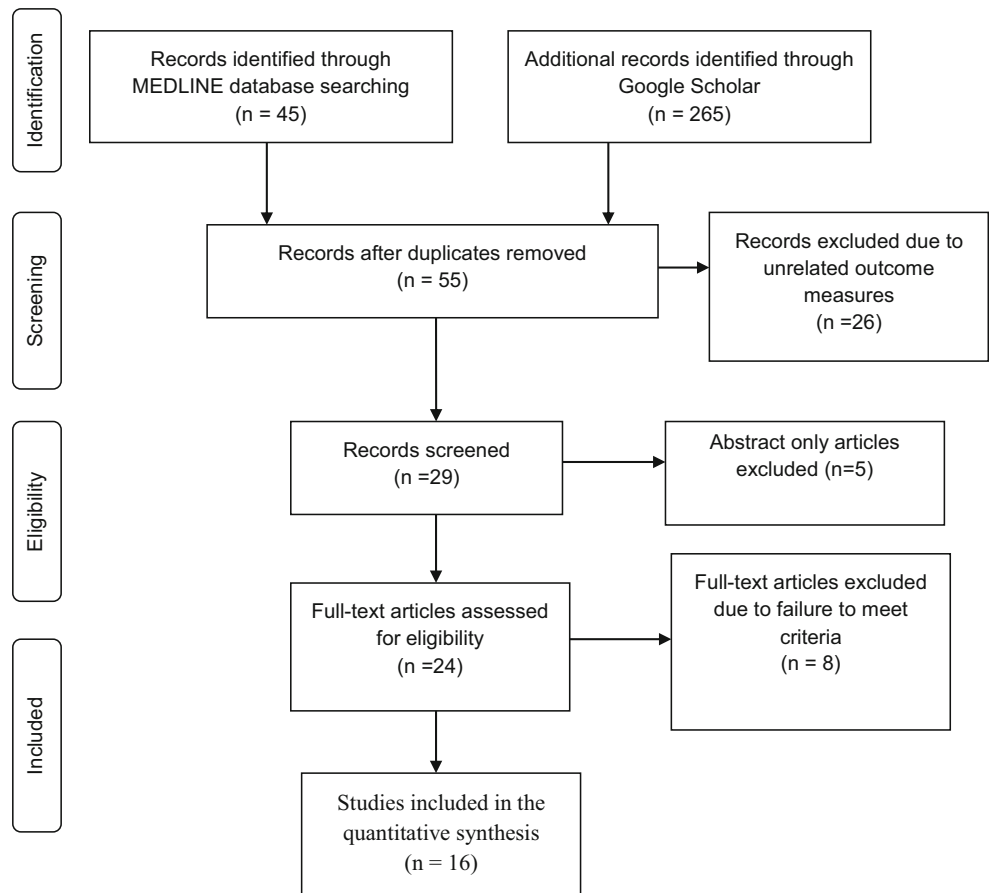 Identification
Records identified through
MEDLINE database searching
(n = 45)
Additional records identified through
Google Scholar
(n = 265)
Screening
Records after duplicates removed
(n = 55)
Records excluded due to
unrelated outcome
measures
(n =26)
Eligibility
Records screened
(n =29)
Abstract only articles
excluded (n=5)
Full-text articles assessed
for eligibility
(n =24)
Full-text articles excluded
due to failure to meet
criteria
(n = 8)
Included
Studies included in the
quantitative synthesis
(n = 16)